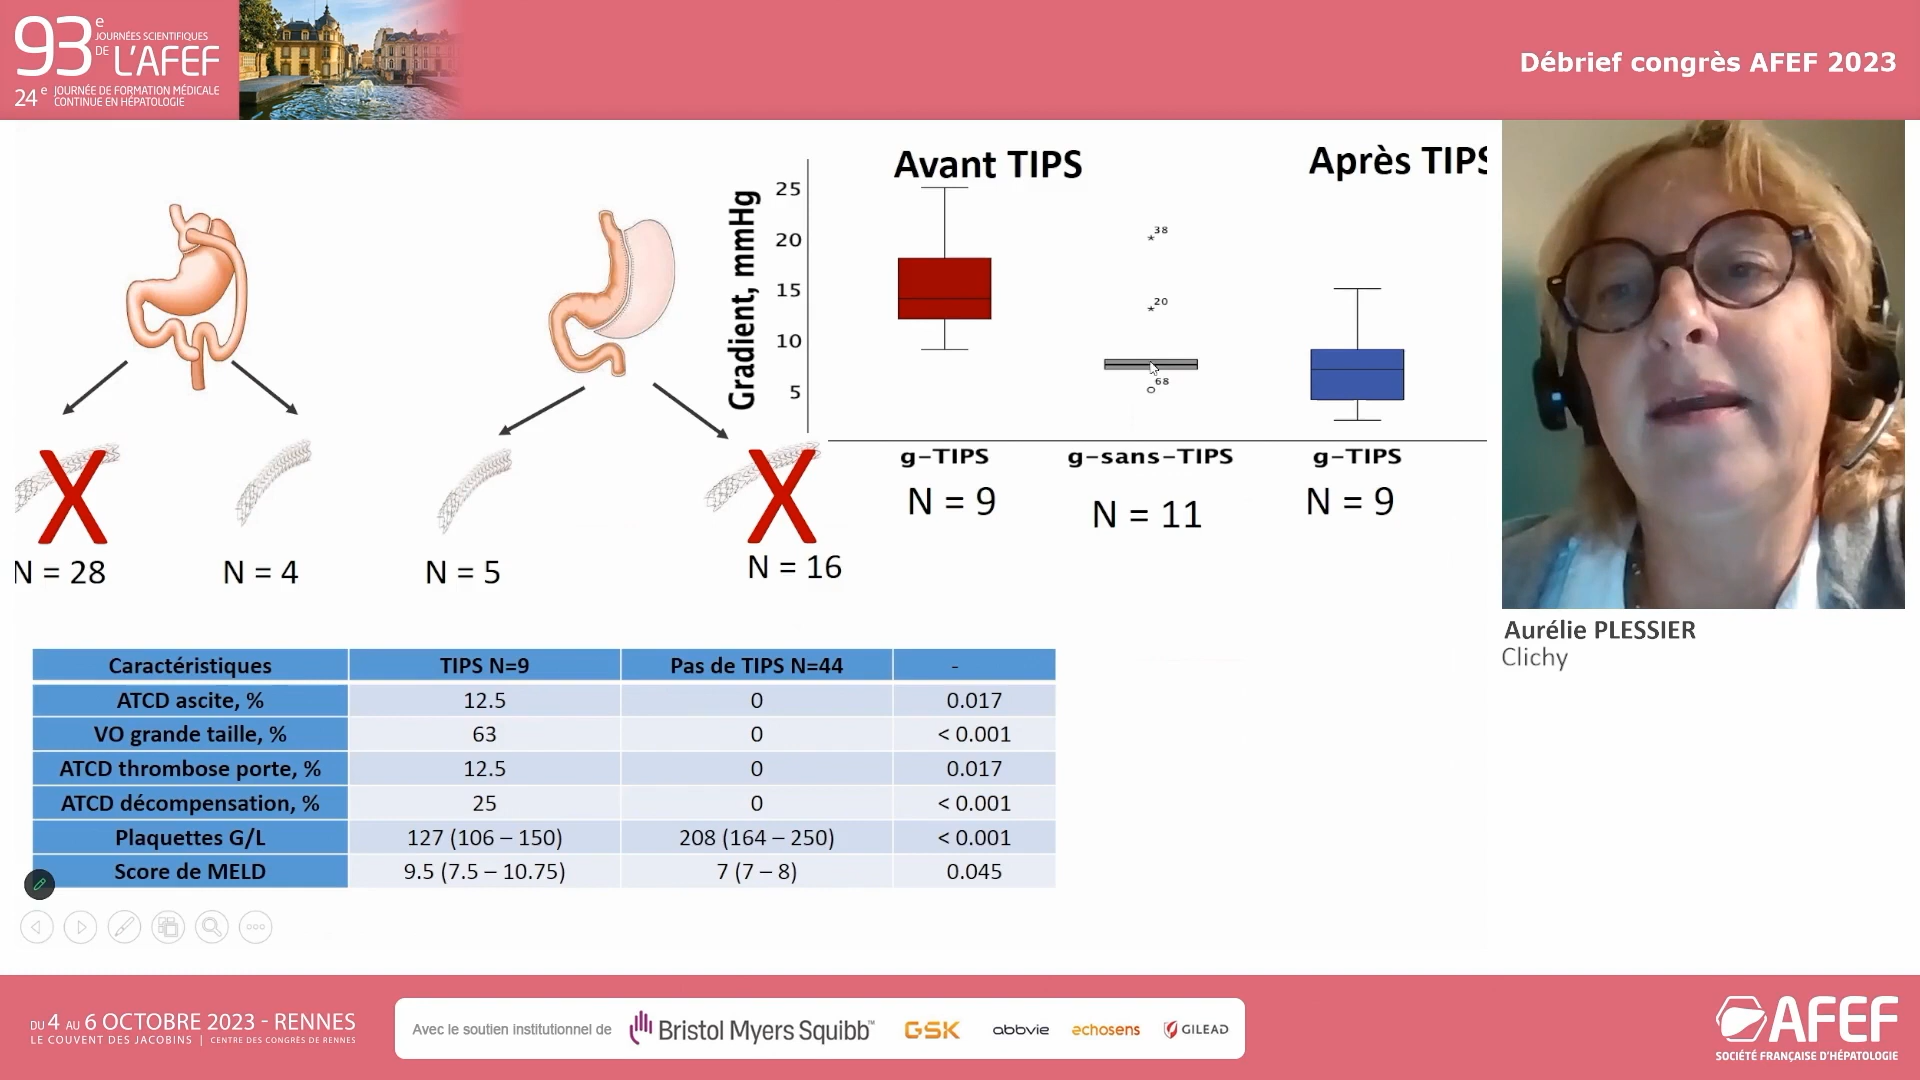 93e JOURNÉES SCIENTIFIQUES
DE L'AFEF
24e JOURNÉE DE FORMATION MÉDICALE
CONTINUE EN HÉPATOLOGIE
Débrief congrès AFEF 2023
Avant TIPS
Après TIPS
Gradient, mmHg
25
20
15
10
5
38
20
68
g-TIPS
g-sans-TIPS
g-TIPS
N = 9
N = 11
N = 9
X
X
N = 28
N = 4
N = 5
N = 16
Aurélie PLESSIER
Clichy
Caractéristiques TIPS N=9 Pas de TIPS N=44 -
ATCD ascite, % 12.5 0 0.017
VO grande taille, % 63 0 < 0.001
ATCD thrombose porte, % 12.5 0 0.017
ATCD décompensation, % 25 0 < 0.001
Plaquettes G/L 127 (106 – 150) 208 (164 – 250) < 0.001
Score de MELD 9.5 (7.5 – 10.75) 7 (7 – 8) 0.045
DU 4 AU 6 OCTOBRE 2023 - RENNES
LE COUVENT DES JACOBINS | CENTRE DES CONGRÈS DE RENNES
Avec le soutien institutionnel de Bristol Myers Squibb™ GSK abbvie echosens GILEAD
AFEF
SOCIÉTÉ FRANÇAISE D'HÉPATOLOGIE